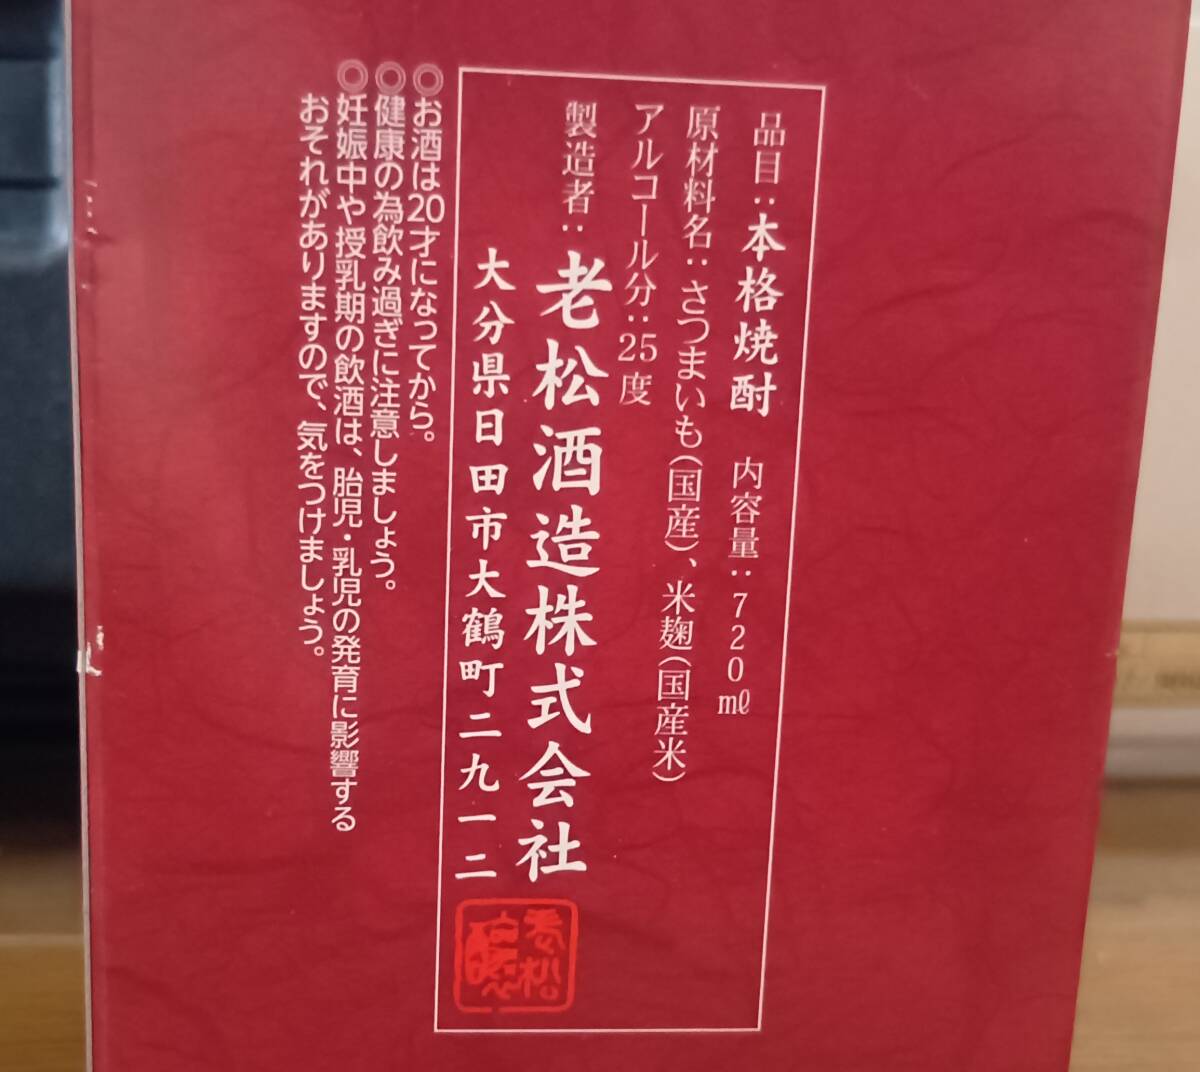 品目：本格焼酎　内容量：720㎖
原材料名：さつまいも（国産）、米麹（国産米）
アルコール分：25度
製造者：老松酒造株式会社
大分県日田市大鶴町二九一二
◎お酒は20才になってから。
◎健康の為飲み過ぎに注意しましょう。
◎妊娠中や授乳期の飲酒は、胎児・乳児の発育に影響する
おそれがありますので、気をつけましょう。